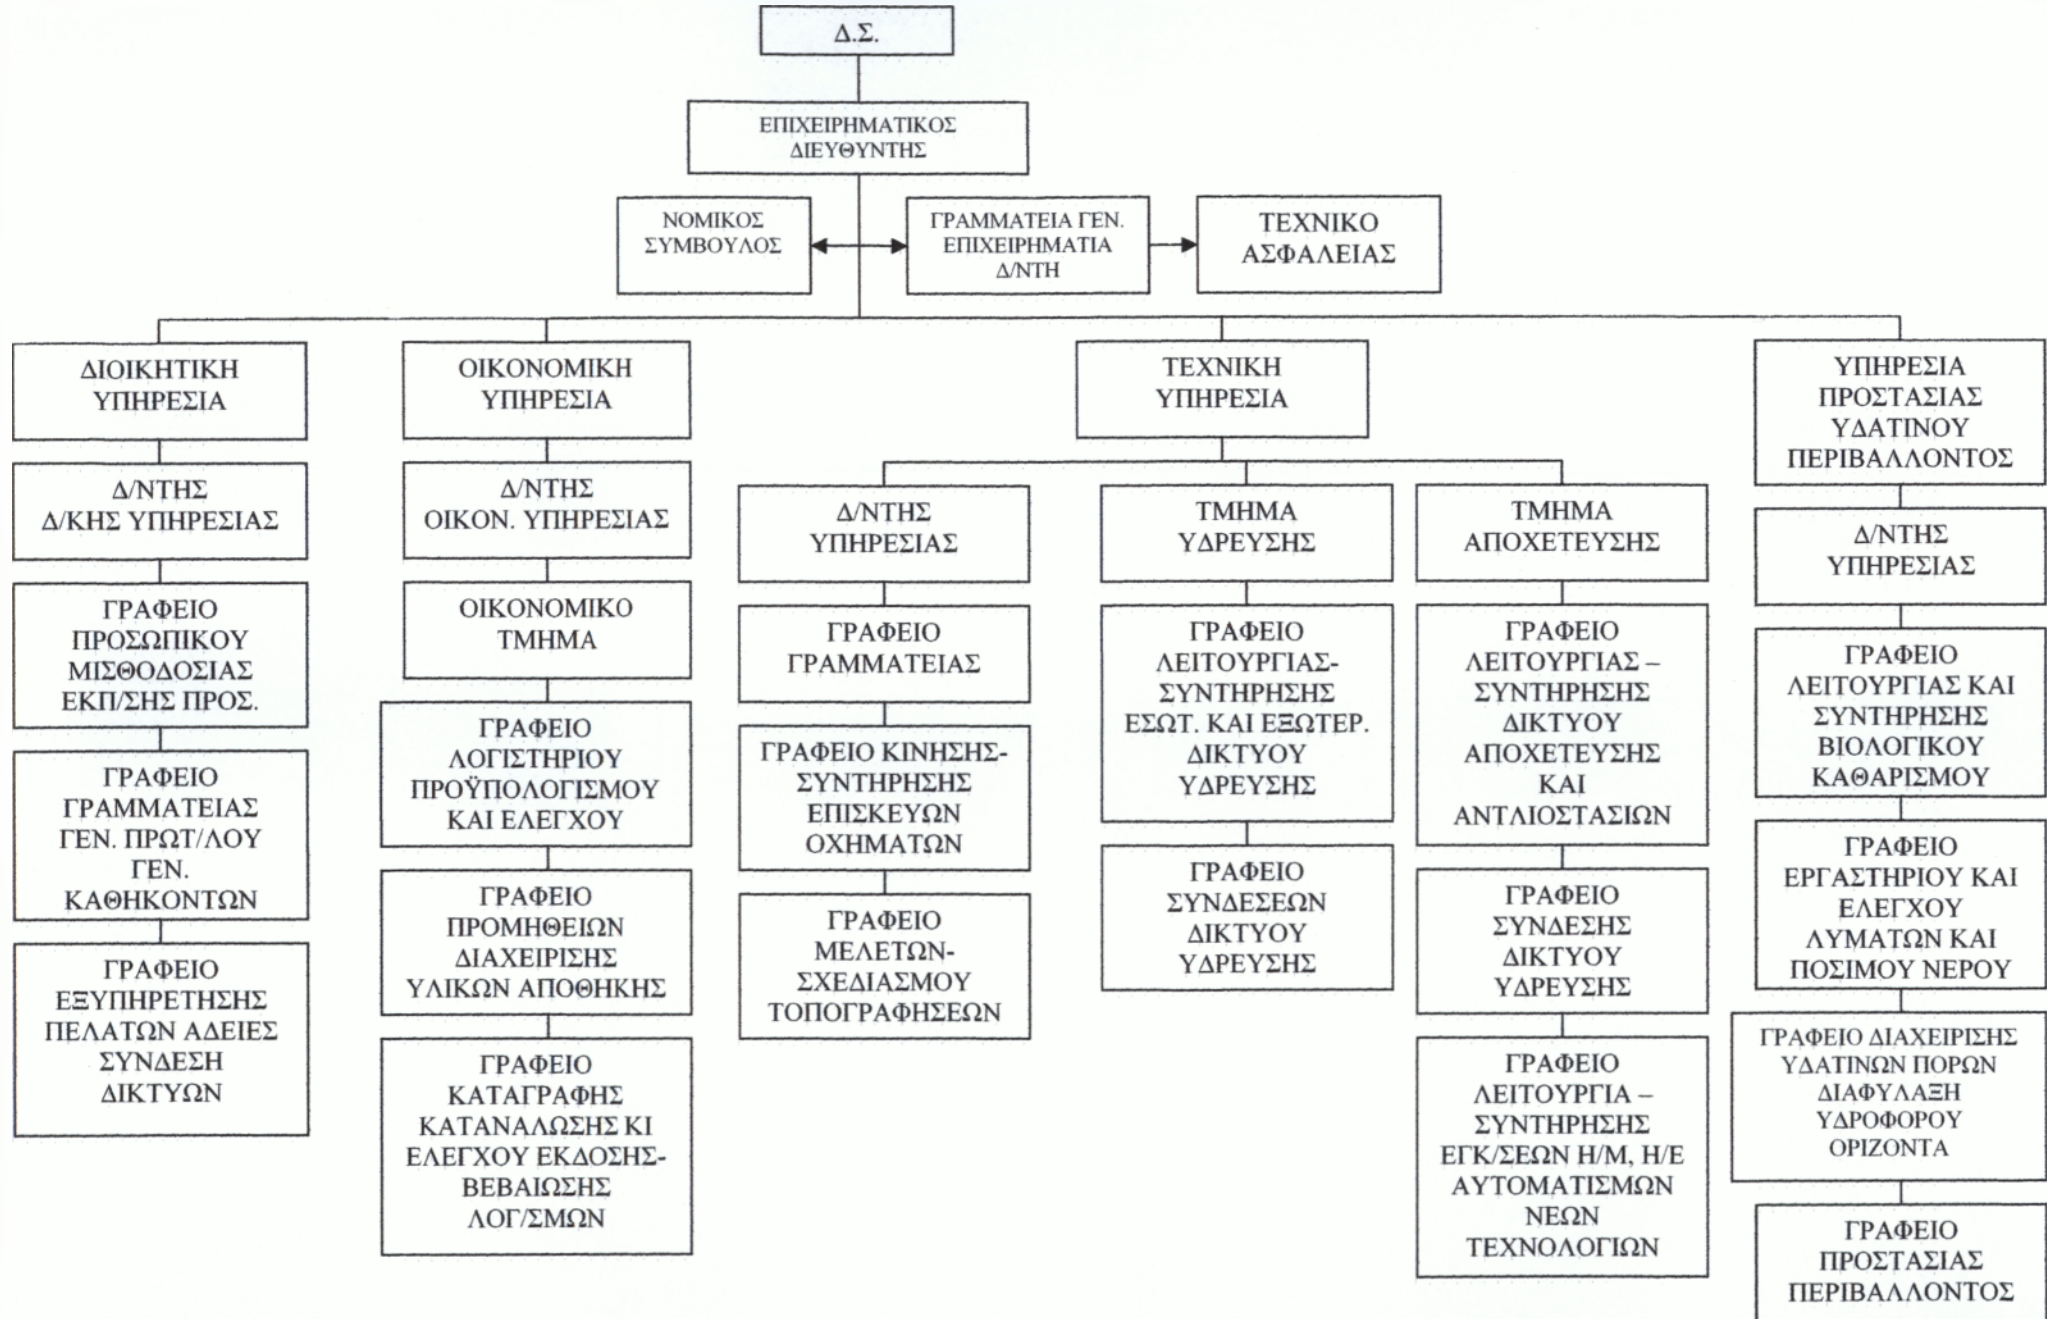 Δ.Σ.
ΕΠΙΧΕΙΡΗΜΑΤΙΚΟΣ
ΔΙΕΥΘΥΝΤΗΣ
ΝΟΜΙΚΟΣ
ΣΥΜΒΟΥΛΟΣ
ΓΡΑΜΜΑΤΕΙΑ ΓΕΝ.
ΕΠΙΧΕΙΡΗΜΑΤΙΑ
Δ/ΝΤΗ
ΤΕΧΝΙΚΟ
ΑΣΦΑΛΕΙΑΣ
ΔΙΟΙΚΗΤΙΚΗ
ΥΠΗΡΕΣΙΑ
Δ/ΝΤΗΣ
Δ/ΚΗΣ ΥΠΗΡΕΣΙΑΣ
ΓΡΑΦΕΙΟ
ΠΡΟΣΩΠΙΚΟΥ
ΜΙΣΘΟΔΟΣΙΑΣ
ΕΚΠ/ΣΗΣ ΠΡΟΣ.
ΓΡΑΦΕΙΟ
ΓΡΑΜΜΑΤΕΙΑΣ
ΓΕΝ. ΠΡΩΤ/ΛΟΥ
ΓΕΝ.
ΚΑΘΗΚΟΝΤΩΝ
ΓΡΑΦΕΙΟ
ΕΞΥΠΗΡΕΤΗΣΗΣ
ΠΕΛΑΤΩΝ ΑΔΕΙΕΣ
ΣΥΝΔΕΣΗ
ΔΙΚΤΥΩΝ
ΟΙΚΟΝΟΜΙΚΗ
ΥΠΗΡΕΣΙΑ
Δ/ΝΤΗΣ
ΟΙΚΟΝ. ΥΠΗΡΕΣΙΑΣ
ΟΙΚΟΝΟΜΙΚΟ
ΤΜΗΜΑ
ΓΡΑΦΕΙΟ
ΛΟΓΙΣΤΗΡΙΟΥ
ΠΡΟΫΠΟΛΟΓΙΣΜΟΥ
ΚΑΙ ΕΛΕΓΧΟΥ
ΓΡΑΦΕΙΟ
ΠΡΟΜΗΘΕΙΩΝ
ΔΙΑΧΕΙΡΙΣΗΣ
ΥΛΙΚΩΝ ΑΠΟΘΗΚΗΣ
ΓΡΑΦΕΙΟ
ΚΑΤΑΓΡΑΦΗΣ
ΚΑΤΑΝΑΛΩΣΗΣ ΚΙ
ΕΛΕΓΧΟΥ ΕΚΔΟΣΗΣ-
ΒΕΒΑΙΩΣΗΣ
ΛΟΓ/ΣΜΩΝ
ΤΕΧΝΙΚΗ
ΥΠΗΡΕΣΙΑ
Δ/ΝΤΗΣ
ΥΠΗΡΕΣΙΑΣ
ΓΡΑΦΕΙΟ
ΓΡΑΜΜΑΤΕΙΑΣ
ΓΡΑΦΕΙΟ ΚΙΝΗΣΗΣ-
ΣΥΝΤΗΡΗΣΗΣ
ΕΠΙΣΚΕΥΩΝ
ΟΧΗΜΑΤΩΝ
ΓΡΑΦΕΙΟ
ΜΕΛΕΤΩΝ-
ΣΧΕΔΙΑΣΜΟΥ
ΤΟΠΟΓΡΑΦΗΣΕΩΝ
ΤΜΗΜΑ
ΥΔΡΕΥΣΗΣ
ΓΡΑΦΕΙΟ
ΛΕΙΤΟΥΡΓΙΑΣ-
ΣΥΝΤΗΡΗΣΗΣ
ΕΣΩΤ. ΚΑΙ ΕΞΩΤΕΡ.
ΔΙΚΤΥΟΥ
ΥΔΡΕΥΣΗΣ
ΓΡΑΦΕΙΟ
ΣΥΝΔΕΣΕΩΝ
ΔΙΚΤΥΟΥ
ΥΔΡΕΥΣΗΣ
ΤΜΗΜΑ
ΑΠΟΧΕΤΕΥΣΗΣ
ΓΡΑΦΕΙΟ
ΛΕΙΤΟΥΡΓΙΑΣ –
ΣΥΝΤΗΡΗΣΗΣ
ΔΙΚΤΥΟΥ
ΑΠΟΧΕΤΕΥΣΗΣ
ΚΑΙ
ΑΝΤΛΙΟΣΤΑΣΙΩΝ
ΓΡΑΦΕΙΟ
ΣΥΝΔΕΣΗΣ
ΔΙΚΤΥΟΥ
ΥΔΡΕΥΣΗΣ
ΓΡΑΦΕΙΟ
ΛΕΙΤΟΥΡΓΙΑ –
ΣΥΝΤΗΡΗΣΗΣ
ΕΓΚ/ΣΕΩΝ Η/Μ, Η/Ε
ΑΥΤΟΜΑΤΙΣΜΩΝ
ΝΕΩΝ
ΤΕΧΝΟΛΟΓΙΩΝ
ΥΠΗΡΕΣΙΑ
ΠΡΟΣΤΑΣΙΑΣ
ΥΔΑΤΙΝΟΥ
ΠΕΡΙΒΑΛΛΟΝΤΟΣ
Δ/ΝΤΗΣ
ΥΠΗΡΕΣΙΑΣ
ΓΡΑΦΕΙΟ
ΛΕΙΤΟΥΡΓΙΑΣ ΚΑΙ
ΣΥΝΤΗΡΗΣΗΣ
ΒΙΟΛΟΓΙΚΟΥ
ΚΑΘΑΡΙΣΜΟΥ
ΓΡΑΦΕΙΟ
ΕΡΓΑΣΤΗΡΙΟΥ ΚΑΙ
ΕΛΕΓΧΟΥ
ΛΥΜΑΤΩΝ ΚΑΙ
ΠΟΣΙΜΟΥ ΝΕΡΟΥ
ΓΡΑΦΕΙΟ ΔΙΑΧΕΙΡΙΣΗΣ
ΥΔΑΤΙΝΩΝ ΠΟΡΩΝ
ΔΙΑΦΥΛΑΞΗ
ΥΔΡΟΦΟΡΟΥ
ΟΡΙΖΟΝΤΑ
ΓΡΑΦΕΙΟ
ΠΡΟΣΤΑΣΙΑΣ
ΠΕΡΙΒΑΛΛΟΝΤΟΣ